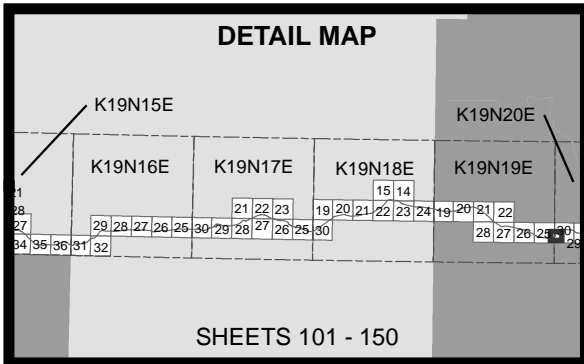 DETAIL MAP
K19N15E
K19N20E
K19N16E
K19N17E
K19N18E
K19N19E
15 14
21
28
27
21 22 23
19 20 21 22 23 24 19 20 21 22
29 28 27 26 25 30 29 28 27 26 25 30
28 27 26 25
30
29
34 35 36 31 32
SHEETS 101 - 150